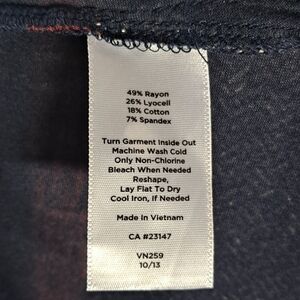 49% Rayon
26% Lyocell
18% Cotton
7% Spandex
Turn Garment Inside Out
Machine Wash Cold
Only Non-Chlorine
Bleach When Needed
Reshape,
Lay Flat To Dry
Cool Iron, If Needed
Made In Vietnam
CA #23147
VN259
10/13